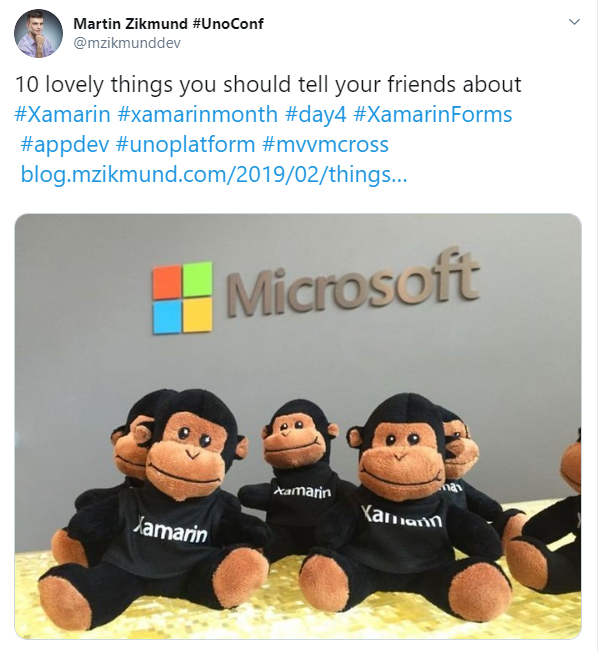 Martin Zikmund #UnoConf
@mzikmunddev
10 lovely things you should tell your friends about
#Xamarin #xamarinmonth #day4 #XamarinForms
#appdev #unoplatform #mvvmcross
blog.mzikmund.com/2019/02/things...
Microsoft
Xamarin
Xamarin
Xamarin